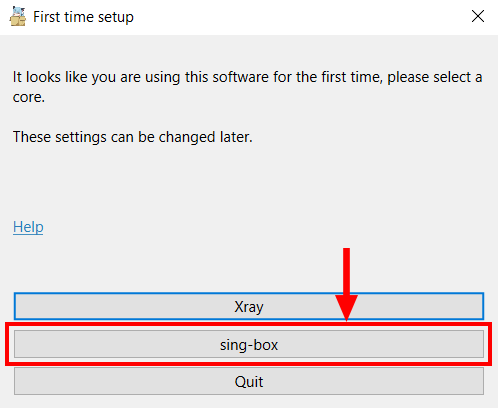 First time setup
It looks like you are using this software for the first time, please select a
core.
These settings can be changed later.
Help
Xray
sing-box
Quit